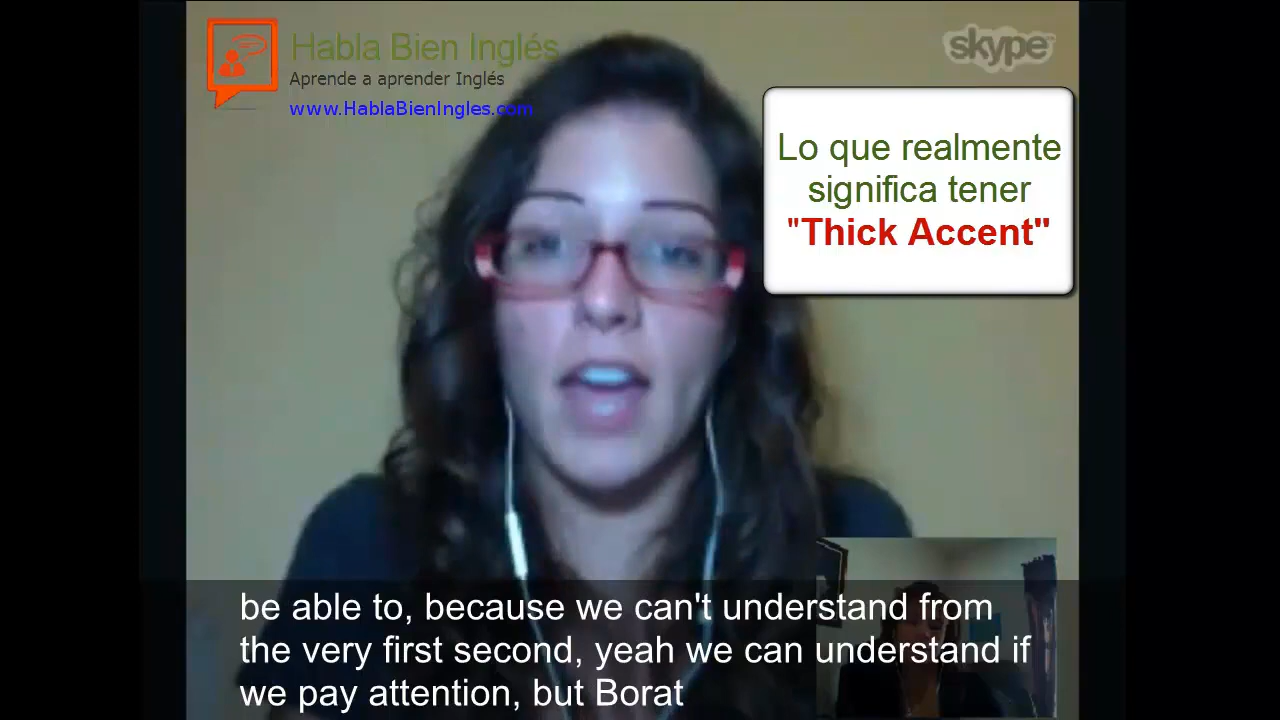 Habla Bien Inglés
Aprende a aprender Inglés
www.HablaBienIngles.com
skype
Lo que realmente
significa tener
"Thick Accent"
be able to, because we can't understand from
the very first second, yeah we can understand if
we pay attention, but Borat